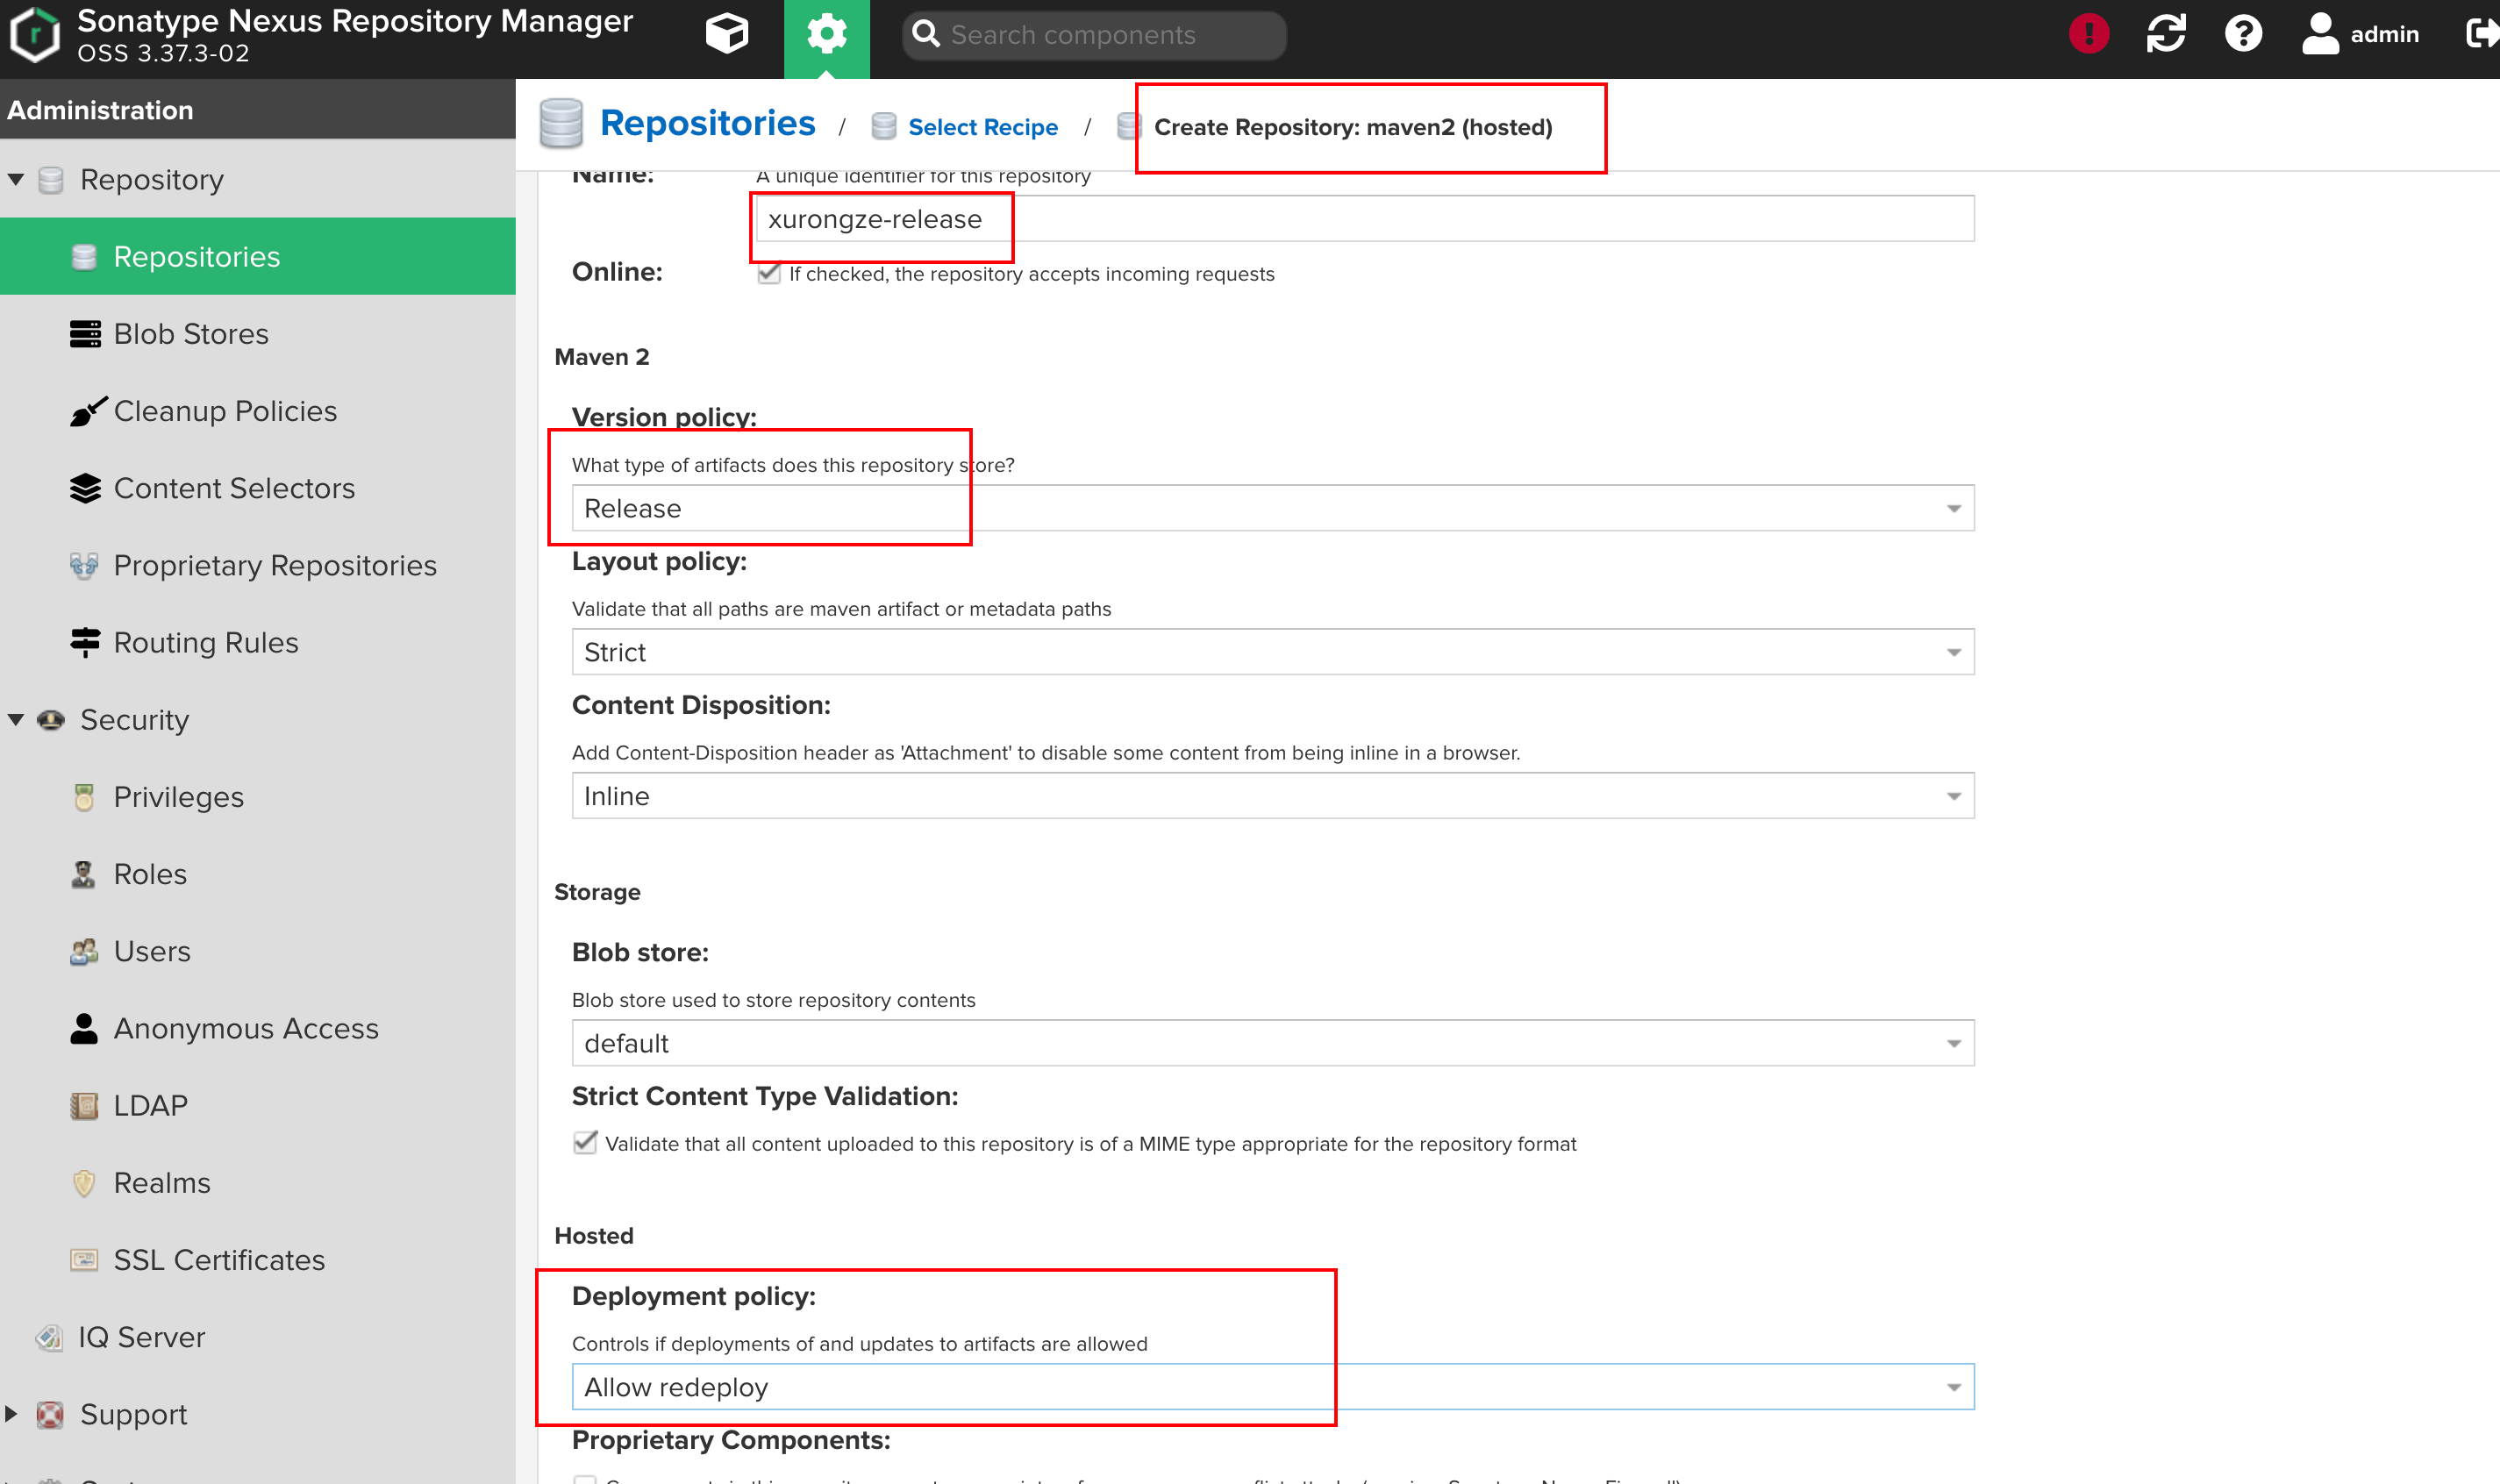 Sonatype Nexus Repository Manager
OSS 3.37.3-02
Search components
admin
Administration
Repository
Repositories
Blob Stores
Cleanup Policies
Content Selectors
Proprietary Repositories
Routing Rules
Security
Privileges
Roles
Users
Anonymous Access
LDAP
Realms
SSL Certificates
IQ Server
Support
Repositories / Select Recipe / Create Repository: maven2 (hosted)
Name: A unique identifier for this repository
xurongze-release
Online: If checked, the repository accepts incoming requests
Maven 2
Version policy:
What type of artifacts does this repository store?
Release
Layout policy:
Validate that all paths are maven artifact or metadata paths
Strict
Content Disposition:
Add Content-Disposition header as 'Attachment' to disable some content from being inline in a browser.
Inline
Storage
Blob store:
Blob store used to store repository contents
default
Strict Content Type Validation:
Validate that all content uploaded to this repository is of a MIME type appropriate for the repository format
Hosted
Deployment policy:
Controls if deployments of and updates to artifacts are allowed
Allow redeploy
Proprietary Components: